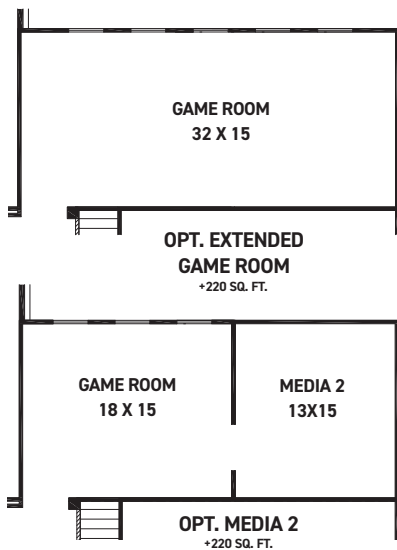 GAME ROOM
32 X 15
OPT. EXTENDED
GAME ROOM
+220 SQ. FT.
GAME ROOM
18 X 15
MEDIA 2
13X15
OPT. MEDIA 2
+220 SQ. FT.